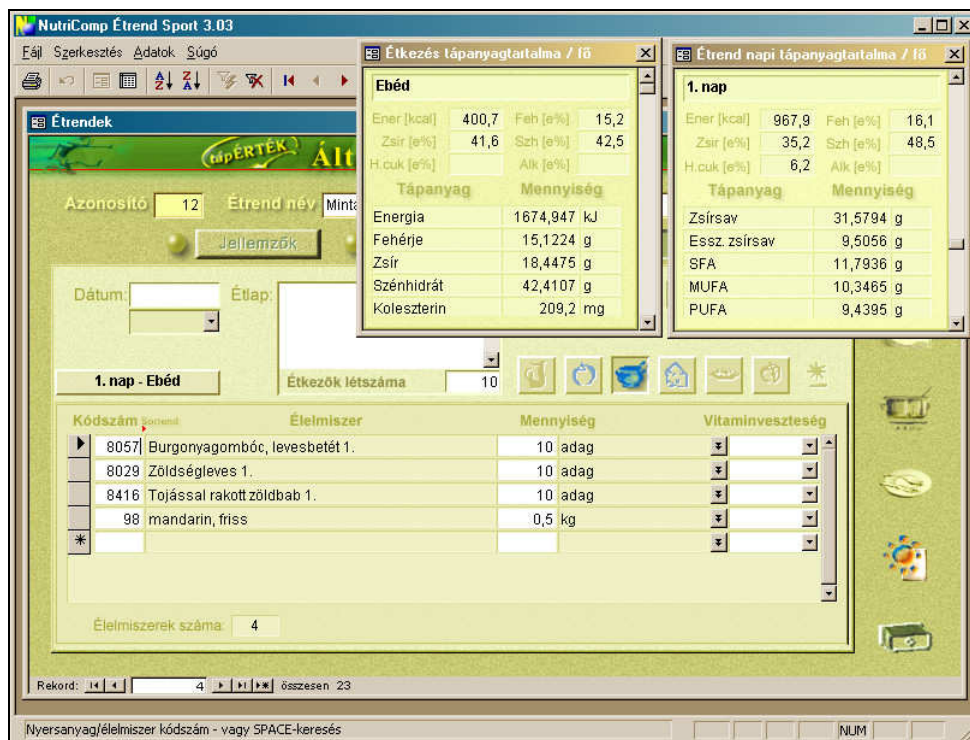 NutriComp Étrend Sport 3.03
Fájl Szerkesztés Adatok Súgó
Étkezés tápanyagtartalma / fő
Ebéd
Ener [kcal] 400,7 Feh [e%] 15,2
Zsir [e%] 41,6 Szh [e%] 42,5
H.cuk [e%] Alk [e%]
Tápanyag Mennyiség
Energia 1674,947 kJ
Fehérje 15,1224 g
Zsír 18,4475 g
Szénhidrát 42,4107 g
Koleszterin 209,2 mg
Étrend napi tápanyagtartalma / fő
1. nap
Ener [kcal] 967,9 Feh [e%] 16,1
Zsir [e%] 35,2 Szh [e%] 48,5
H.cuk [e%] 6,2 Alk [e%]
Tápanyag Mennyiség
Zsírsav 31,5794 g
Essz. zsírsav 9,5056 g
SFA 11,7936 g
MUFA 10,3465 g
PUFA 9,4395 g
Étrendek
tápÉRTÉK Ált
Azonosító 12 Étrend név Minta
Jellemzők
Dátum: Étlap:
1. nap - Ebéd
Étkezők létszáma 10
Kódszám Sorrend Élelmiszer Mennyiség Vitaminveszteség
8057 Burgonyagombóc, levesbetét 1. 10 adag
8029 Zöldségleves 1. 10 adag
8416 Tojással rakott zöldbab 1. 10 adag
98 mandarin, friss 0,5 kg
Élelmiszerek száma: 4
Rekord: 4 összesen 23
Nyersanyag/élelmiszer kódszám - vagy SPACE-keresés NUM